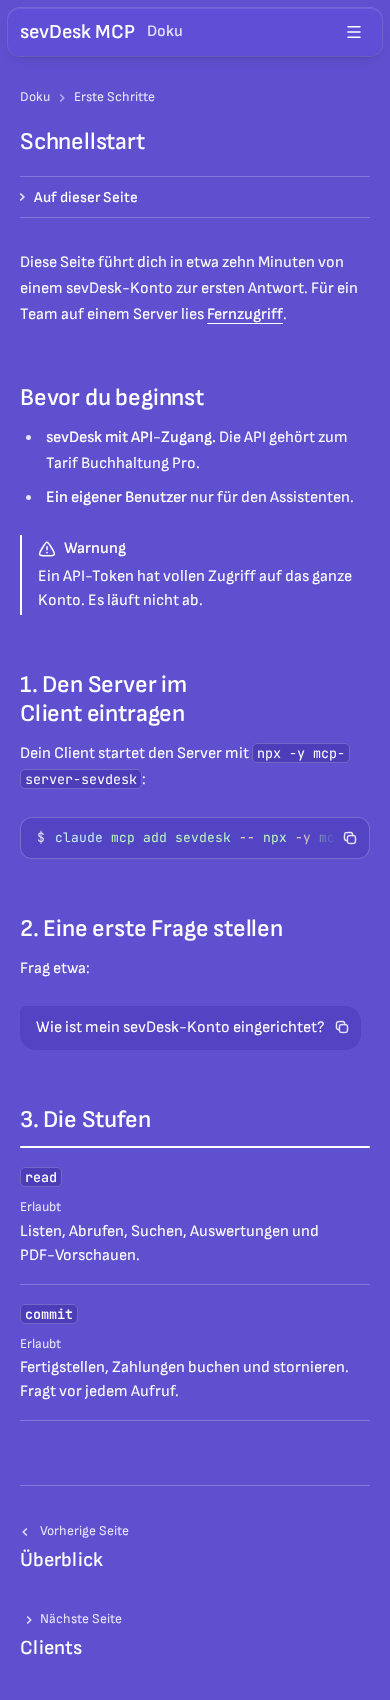 sevDesk MCP Doku
Doku > Erste Schritte
Schnellstart
Auf dieser Seite
Diese Seite führt dich in etwa zehn Minuten von
einem sevDesk-Konto zur ersten Antwort. Für ein
Team auf einem Server lies Fernzugriff.
Bevor du beginnst
• sevDesk mit API-Zugang. Die API gehört zum
Tarif Buchhaltung Pro.
• Ein eigener Benutzer nur für den Assistenten.
Warnung
Ein API-Token hat vollen Zugriff auf das ganze
Konto. Es läuft nicht ab.
1. Den Server im
Client eintragen
Dein Client startet den Server mit npx -y mcp-
server-sevdesk:
$ claude mcp add sevdesk -- npx -y mc
2. Eine erste Frage stellen
Frag etwa:
Wie ist mein sevDesk-Konto eingerichtet?
3. Die Stufen
read
Erlaubt
Listen, Abrufen, Suchen, Auswertungen und
PDF-Vorschauen.
commit
Erlaubt
Fertigstellen, Zahlungen buchen und stornieren.
Fragt vor jedem Aufruf.
Vorherige Seite
Überblick
Nächste Seite
Clients